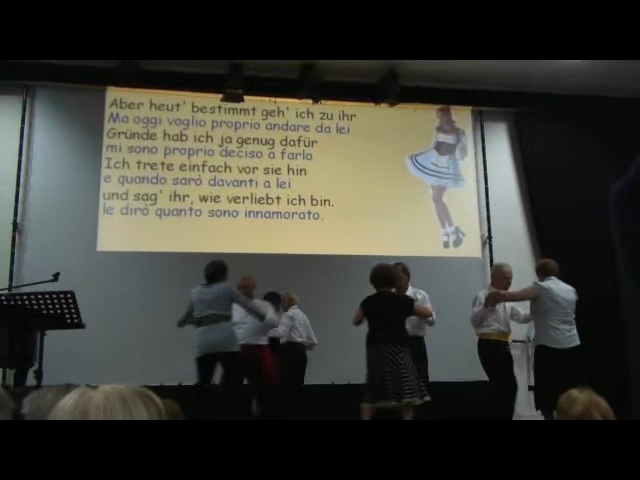 Aber heut' bestimmt geh' ich zu ihr
Ma oggi voglio proprio andare da lei
Gründe hab ich ja genug dafür
mi sono proprio deciso a farlo
Ich trete einfach vor sie hin
e quando sarò davanti a lei
und sag' ihr, wie verliebt ich bin.
le dirò quanto sono innamorato.